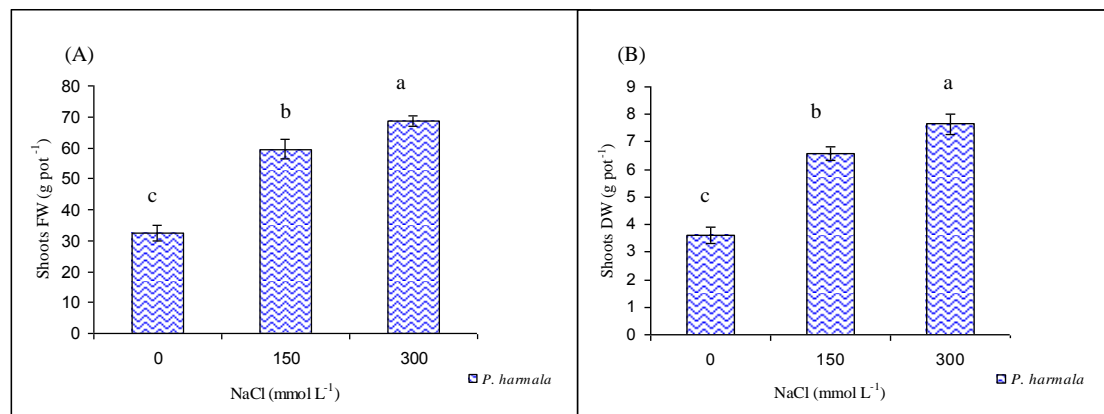 (A)
Shoots FW (g pot⁻¹)
80
70
60
50
40
30
20
10
0
c
b
a
0 150 300
NaCl (mmol L⁻¹)
P. harmala
(B)
Shoots DW (g pot⁻¹)
9
8
7
6
5
4
3
2
1
0
c
b
a
0 150 300
NaCl (mmol L⁻¹)
P. harmala